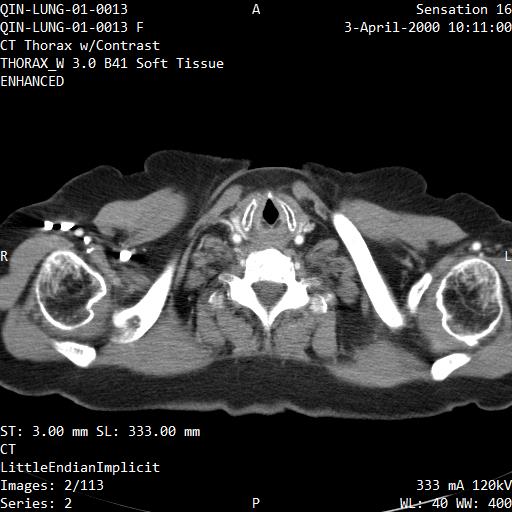 QIN-LUNG-01-0013
A
Sensation 16
QIN-LUNG-01-0013 F
3-April-2000 10:11:00
CT Thorax w/Contrast
THORAX_W 3.0 B41 Soft Tissue
ENHANCED
R
L
ST: 3.00 mm SL: 333.00 mm
CT
LittleEndianImplicit
Images: 2/113
333 mA 120kV
Series: 2
P
WL: 40 WW: 400